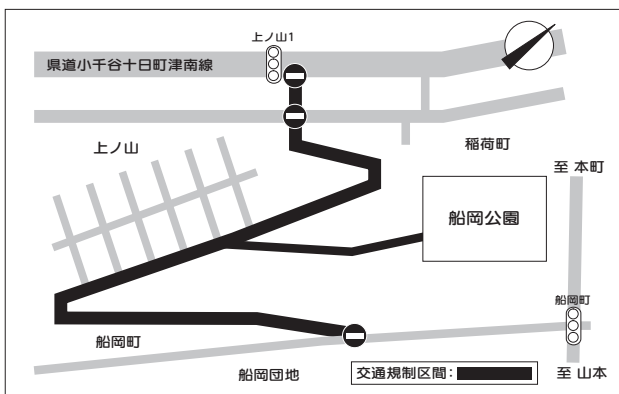 上ノ山1
県道小千谷十日町津南線
上ノ山
稲荷町
至 本町
船岡公園
船岡町
船岡町
船岡団地
交通規制区間：
至 山本